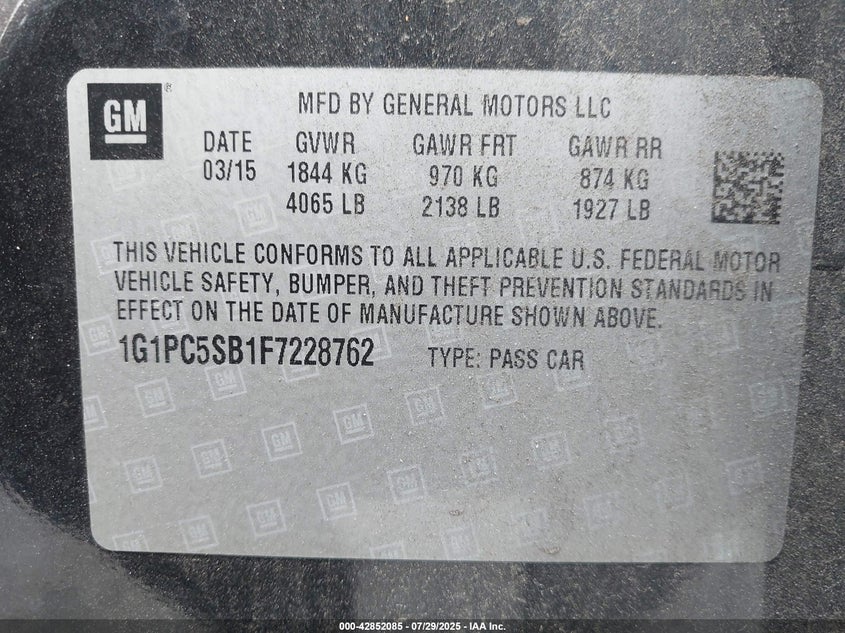 GM ®
MFD BY GENERAL MOTORS LLC
DATE GVWR GAWR FRT GAWR RR
03/15 1844 KG 970 KG 874 KG
4065 LB 2138 LB 1927 LB
THIS VEHICLE CONFORMS TO ALL APPLICABLE U.S. FEDERAL MOTOR
VEHICLE SAFETY, BUMPER, AND THEFT PREVENTION STANDARDS IN
EFFECT ON THE DATE OF MANUFACTURE SHOWN ABOVE.
1G1PC5SB1F7228762 TYPE: PASS CAR
000-42852085 | 07/29/2025 - IAA Inc.